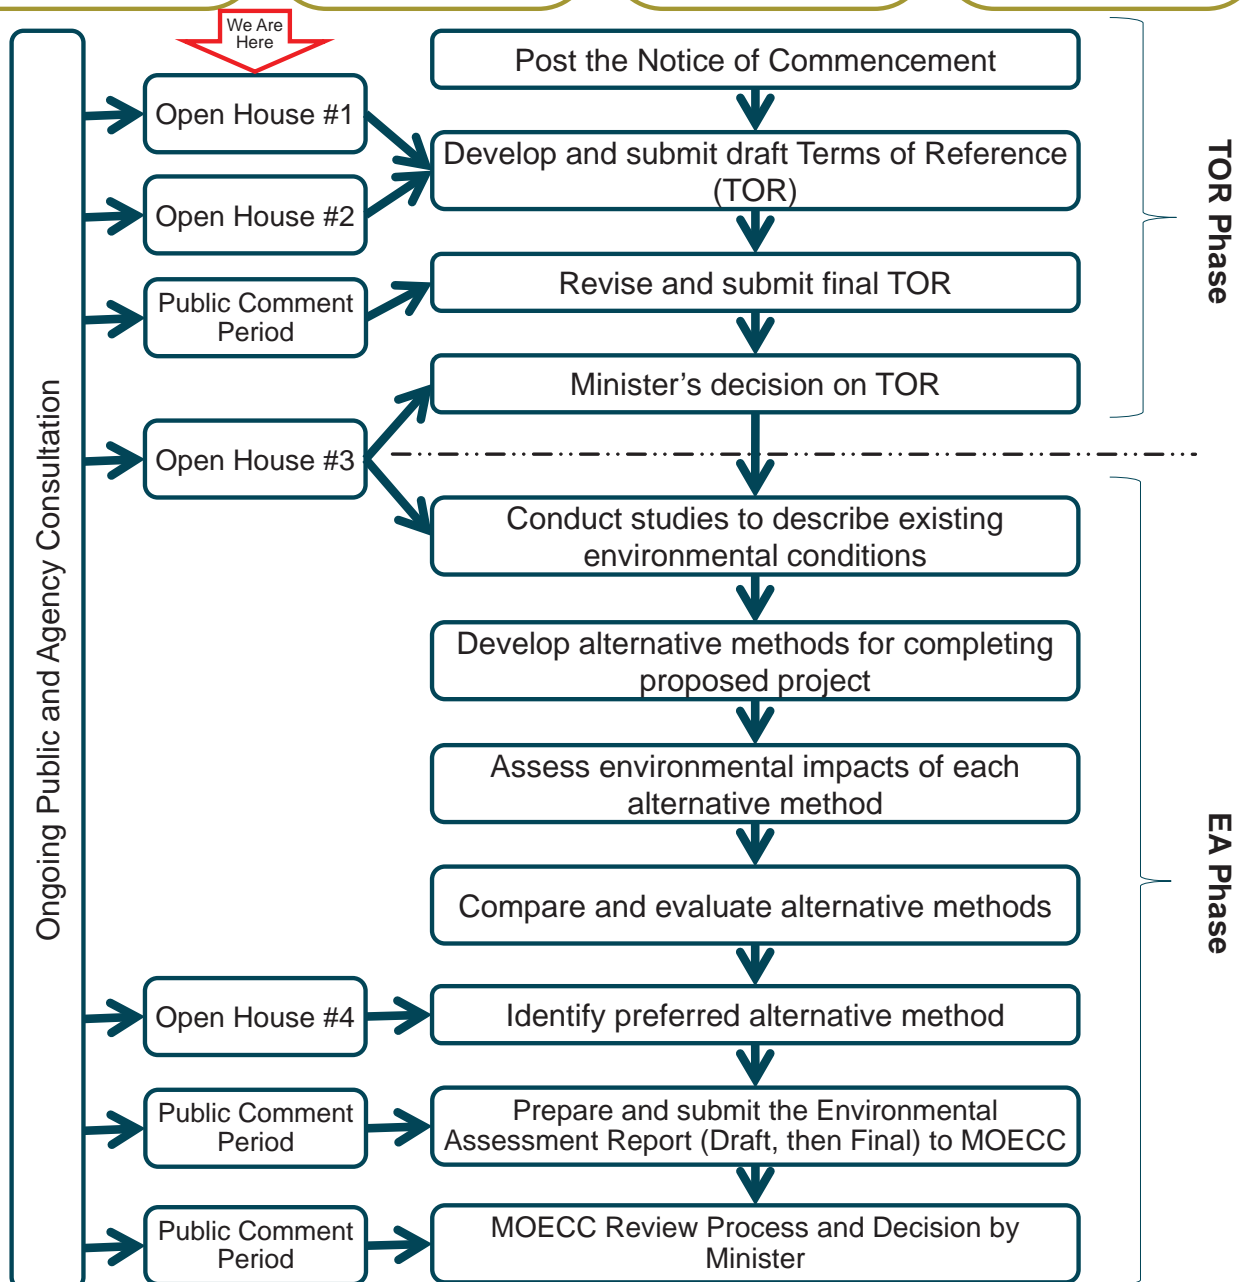 We Are
Here
Post the Notice of Commencement
Open House #1
Develop and submit draft Terms of Reference
(TOR)
Open House #2
Revise and submit final TOR
Public Comment
Period
Minister’s decision on TOR
TOR Phase
Open House #3
Ongoing Public and Agency Consultation
Conduct studies to describe existing
environmental conditions
Develop alternative methods for completing
proposed project
Assess environmental impacts of each
alternative method
Compare and evaluate alternative methods
EA Phase
Open House #4
Identify preferred alternative method
Public Comment
Period
Prepare and submit the Environmental
Assessment Report (Draft, then Final) to MOECC
Public Comment
Period
MOECC Review Process and Decision by
Minister